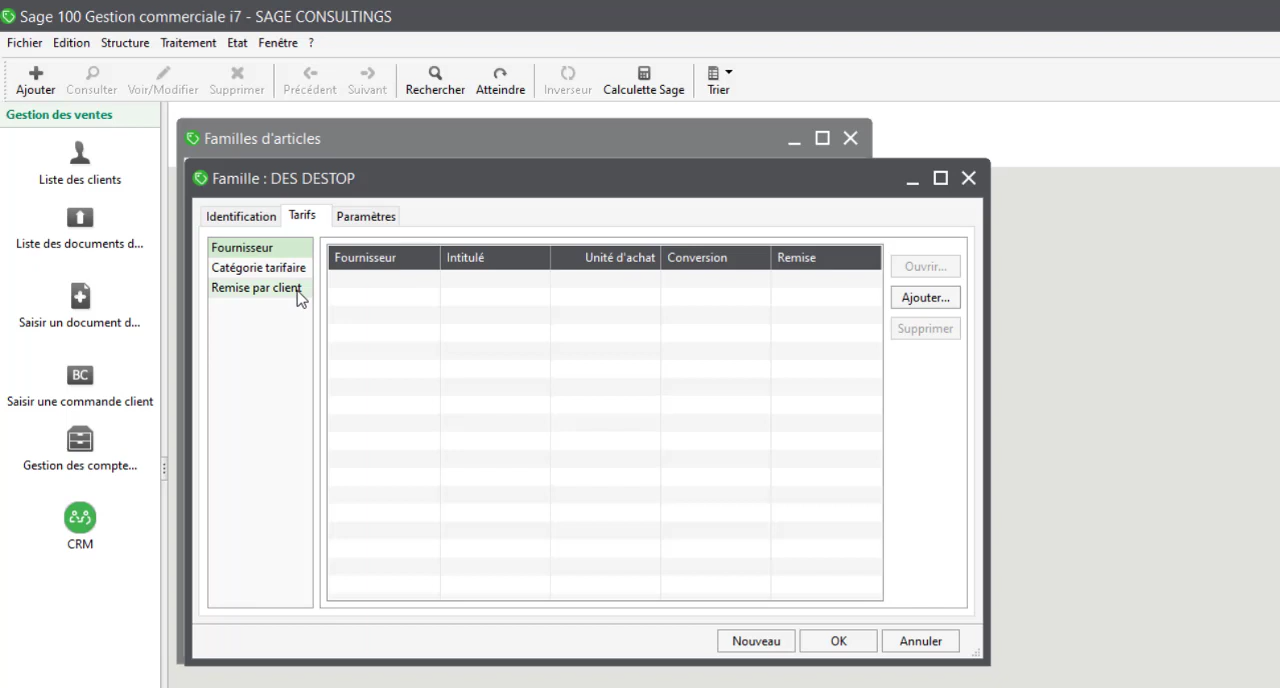 Sage 100 Gestion commerciale i7 - SAGE CONSULTINGS
Fichier Edition Structure Traitement Etat Fenêtre ?
Ajouter Consulter Voir/Modifier Supprimer Précédent Suivant Rechercher Atteindre Inverseur Calculette Sage Trier
Gestion des ventes
Liste des clients
Liste des documents d...
Saisir un document d...
BC
Saisir une commande client
Gestion des compte...
CRM
Familles d'articles
Famille : DES DESTOP
Identification Tarifs Paramètres
Fournisseur
Catégorie tarifaire
Remise par client
Fournisseur Intitulé Unité d'achat Conversion Remise
Ouvrir...
Ajouter...
Supprimer
Nouveau OK Annuler